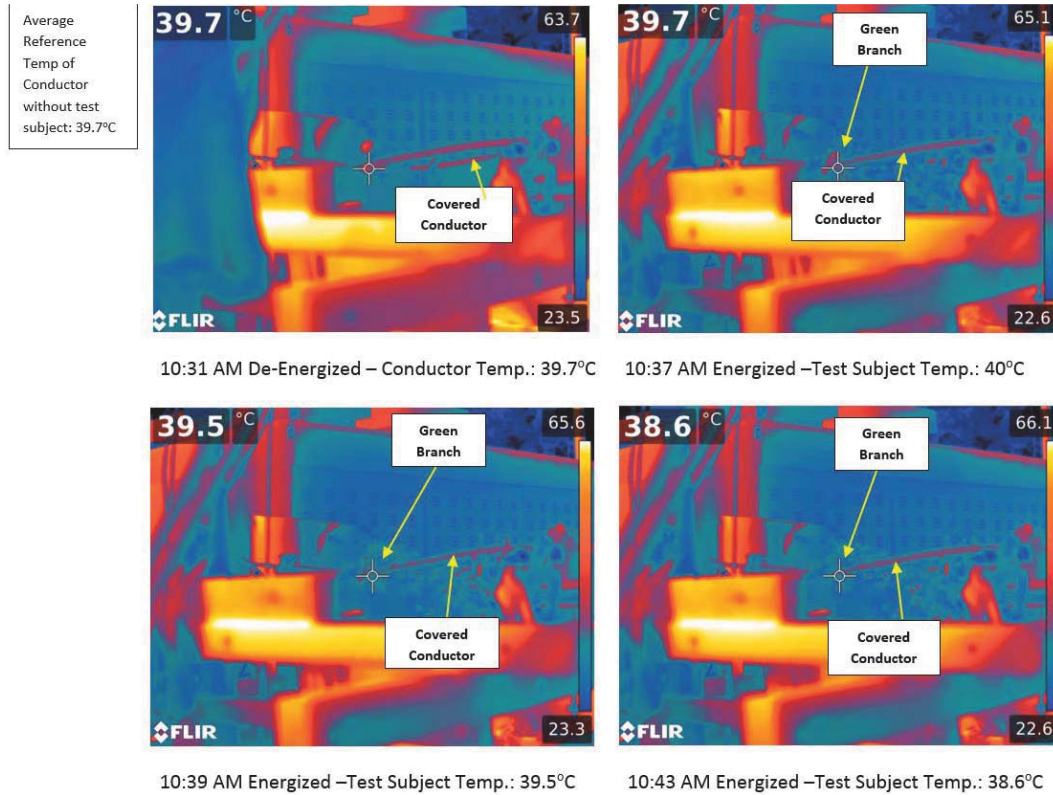 Average
Reference
Temp of
Conductor
without test
subject: 39.7°C
39.7 °C
63.7
Covered
Conductor
23.5
FLIR
10:31 AM De-Energized – Conductor Temp.: 39.7°C
39.7 °C
65.1
Green
Branch
Covered
Conductor
22.6
FLIR
10:37 AM Energized –Test Subject Temp.: 40°C
39.5 °C
65.6
Green
Branch
Covered
Conductor
23.3
FLIR
10:39 AM Energized –Test Subject Temp.: 39.5°C
38.6 °C
66.1
Green
Branch
Covered
Conductor
22.6
FLIR
10:43 AM Energized –Test Subject Temp.: 38.6°C